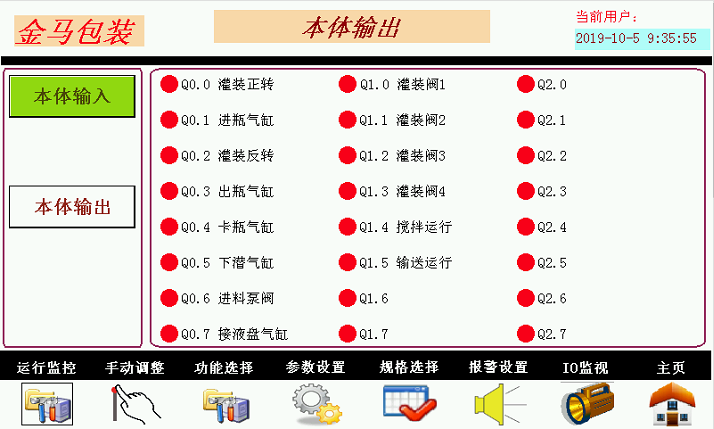 金马包装
本体输出
当前用户：
2019-10-5 9:35:55
本体输入
本体输出
Q0.0 灌装正转
Q0.1 进瓶气缸
Q0.2 灌装反转
Q0.3 出瓶气缸
Q0.4 卡瓶气缸
Q0.5 下潜气缸
Q0.6 进料泵阀
Q0.7 接液盘气缸
Q1.0 灌装阀1
Q1.1 灌装阀2
Q1.2 灌装阀3
Q1.3 灌装阀4
Q1.4 搅拌运行
Q1.5 输送运行
Q1.6
Q1.7
Q2.0
Q2.1
Q2.2
Q2.3
Q2.4
Q2.5
Q2.6
Q2.7
运行监控 手动调整 功能选择 参数设置 规格选择 报警设置 IO监视 主页